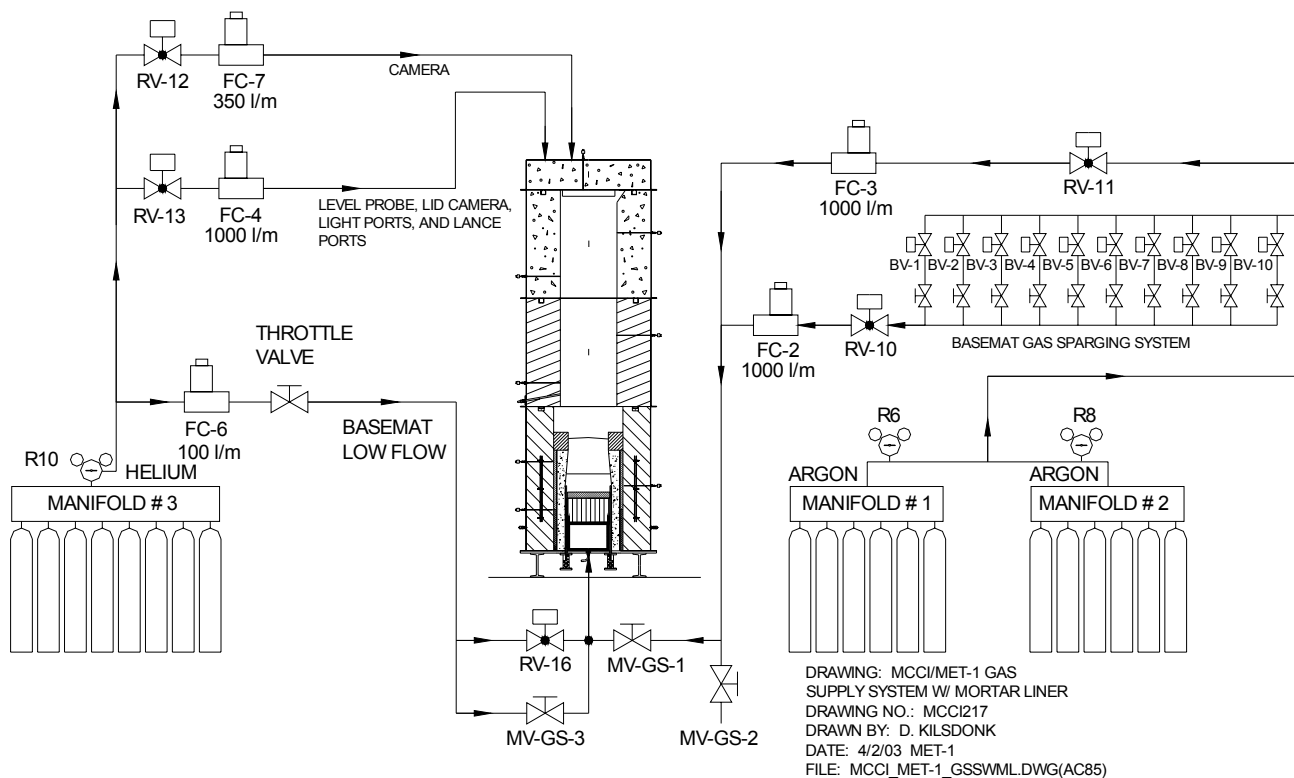 RV-12
FC-7
350 l/m
CAMERA
RV-13
FC-4
1000 l/m
LEVEL PROBE, LID CAMERA,
LIGHT PORTS, AND LANCE
PORTS
FC-3
1000 l/m
RV-11
BV-1
BV-2
BV-3
BV-4
BV-5
BV-6
BV-7
BV-8
BV-9
BV-10
FC-2
1000 l/m
RV-10
BASEMAT GAS SPARGING SYSTEM
THROTTLE
VALVE
FC-6
100 l/m
BASEMAT
LOW FLOW
R10
HELIUM
MANIFOLD # 3
R6
R8
ARGON
ARGON
MANIFOLD # 1
MANIFOLD # 2
RV-16
MV-GS-1
MV-GS-3
MV-GS-2
DRAWING: MCCI/MET-1 GAS
SUPPLY SYSTEM W/ MORTAR LINER
DRAWING NO.: MCCI217
DRAWN BY: D. KILSDONK
DATE: 4/2/03 MET-1
FILE: MCCI_MET-1_GSSWML.DWG(AC85)